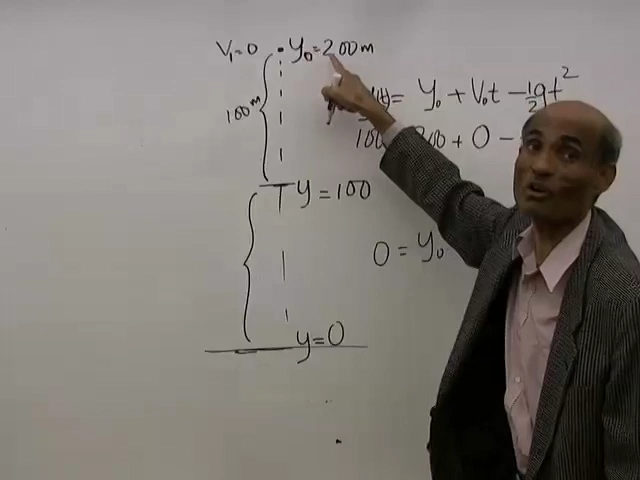 V₁=0 y₀=200m
(t)= y₀ + V₀t - ½gt²
100m
100 200 + 0 -
y=100
0 = y₀
y=0